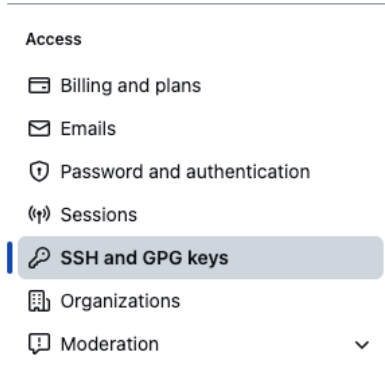 Access
Billing and plans
Emails
Password and authentication
Sessions
SSH and GPG keys
Organizations
Moderation